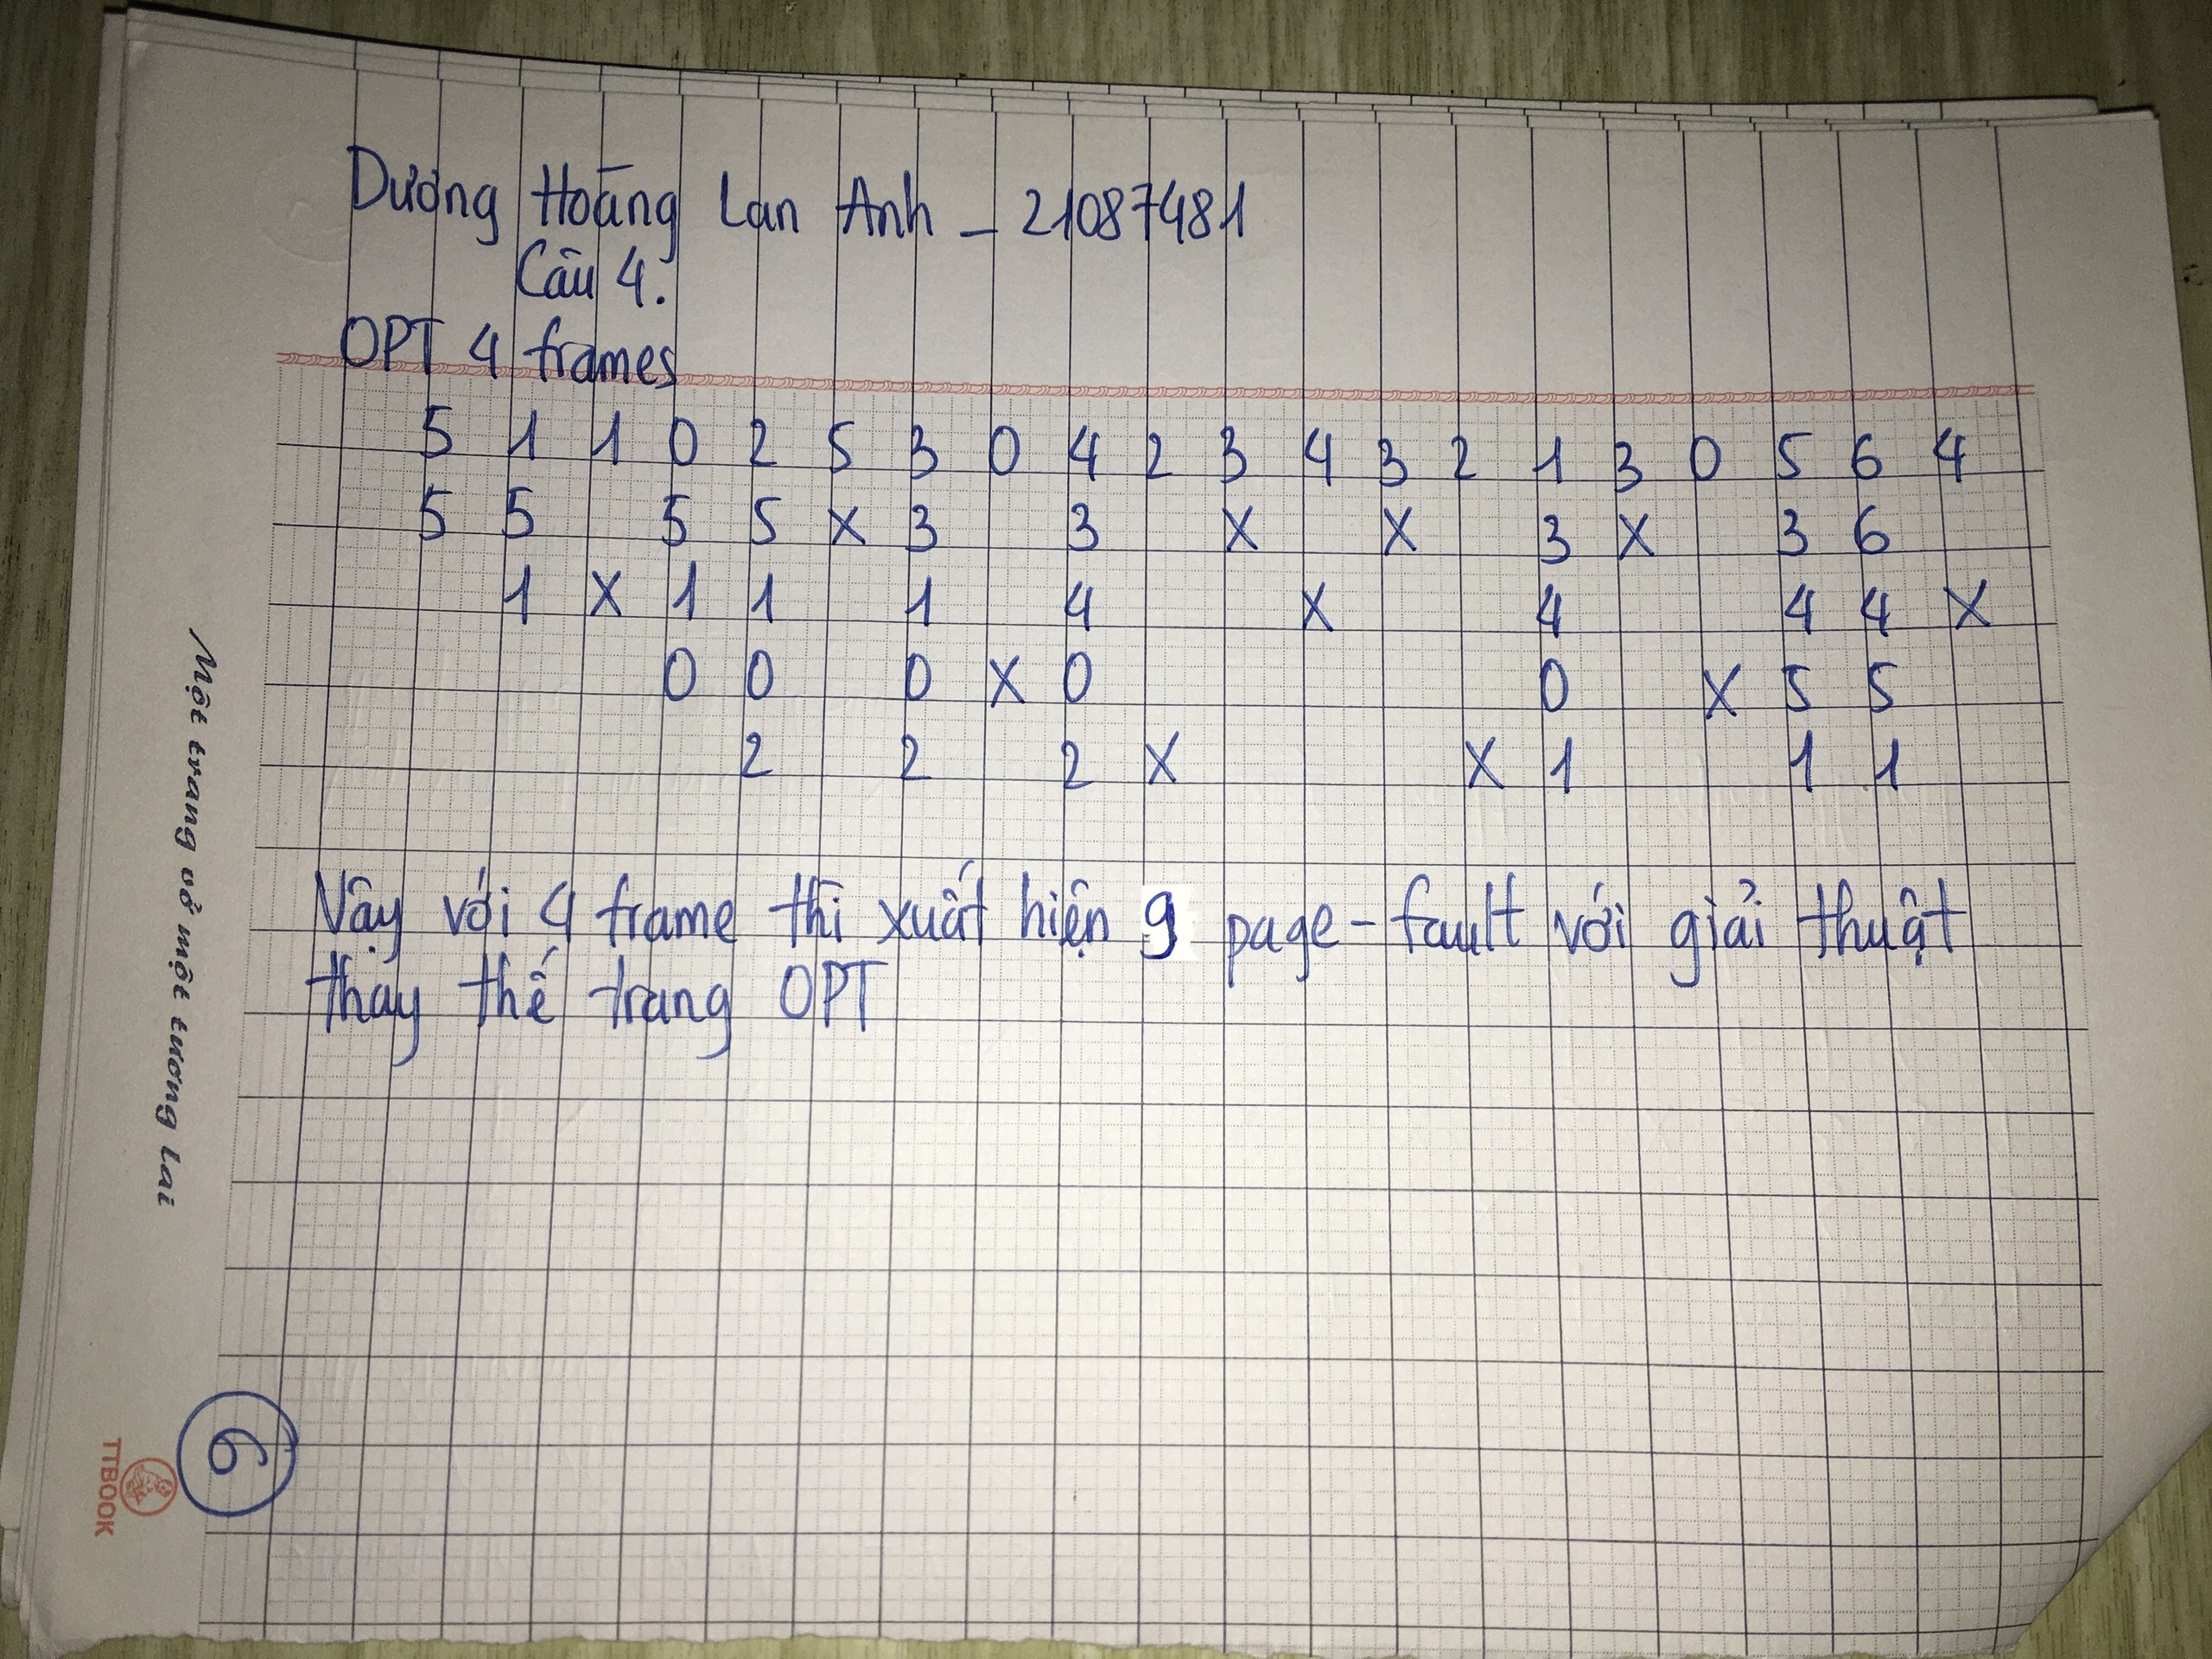 Dương Hoàng Lan Anh - 21087481
Câu 4.
OPT 4 frames
5 1 1 0 2 5 3 0 4 2 3 4 3 2 1 3 0 5 6 4
5 5 5 5 X 3 3 X X 3 X 3 6
1 X 1 1 1 4 X 4 4 4 X
0 0 0 X 0 0 X 5 5
2 2 2 X X 1 1 1
Vậy với 4 frame thì xuất hiện 9 page-fault với giải thuật
thay thế trang OPT
Một trang vở một tương lai
6
TTBOOK